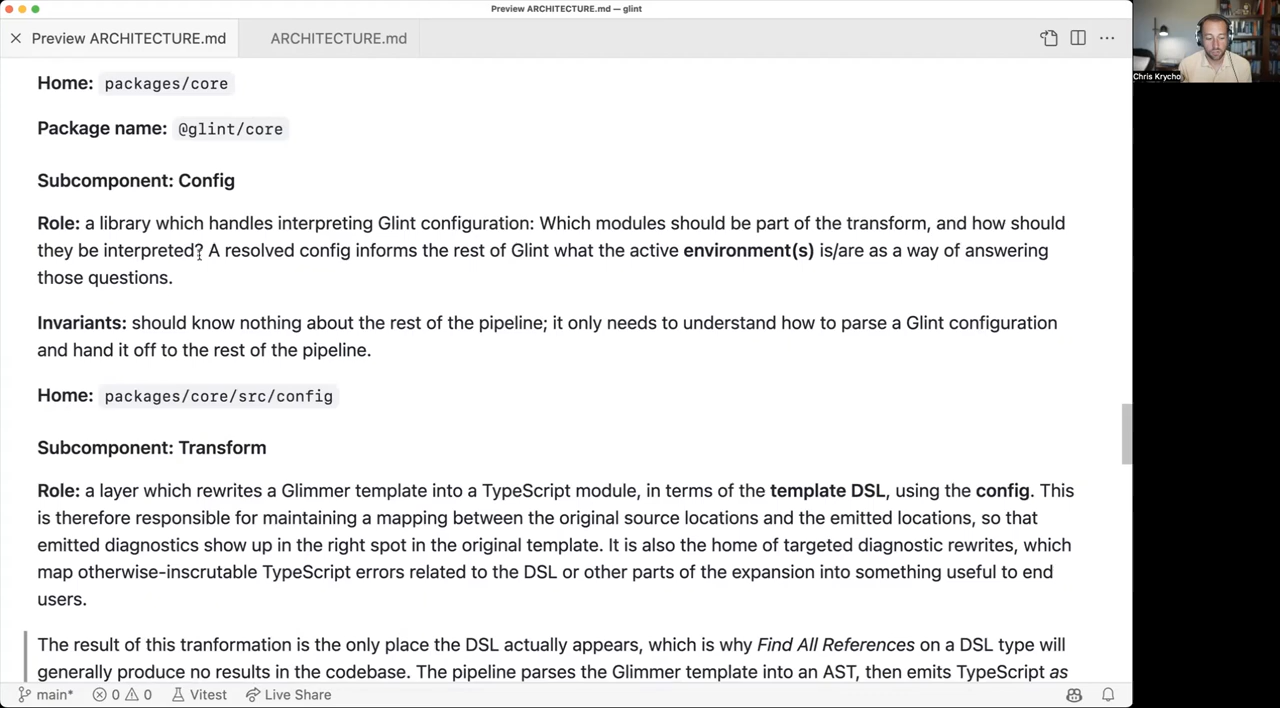 Preview ARCHITECTURE.md — glint
Preview ARCHITECTURE.md
ARCHITECTURE.md
Chris Krycho
Home: packages/core
Package name: @glint/core
Subcomponent: Config
Role: a library which handles interpreting Glint configuration: Which modules should be part of the transform, and how should
they be interpreted? A resolved config informs the rest of Glint what the active environment(s) is/are as a way of answering
those questions.
Invariants: should know nothing about the rest of the pipeline; it only needs to understand how to parse a Glint configuration
and hand it off to the rest of the pipeline.
Home: packages/core/src/config
Subcomponent: Transform
Role: a layer which rewrites a Glimmer template into a TypeScript module, in terms of the template DSL, using the config. This
is therefore responsible for maintaining a mapping between the original source locations and the emitted locations, so that
emitted diagnostics show up in the right spot in the original template. It is also the home of targeted diagnostic rewrites, which
map otherwise-inscrutable TypeScript errors related to the DSL or other parts of the expansion into something useful to end
users.
The result of this tranformation is the only place the DSL actually appears, which is why Find All References on a DSL type will
generally produce no results in the codebase. The pipeline parses the Glimmer template into an AST, then emits TypeScript as
main* 0 0 Vitest Live Share